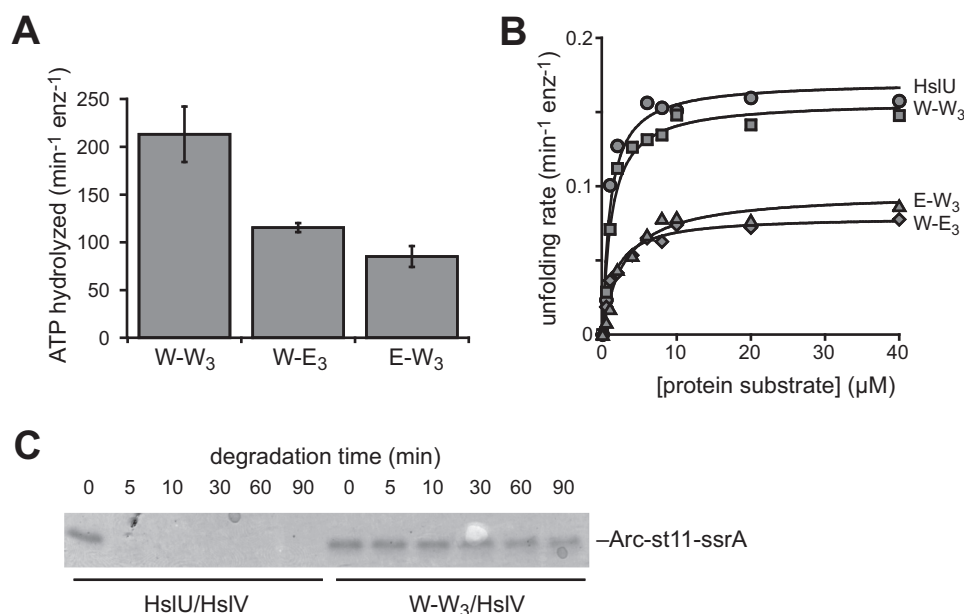 A
ATP hydrolyzed (min-1 enz-1)
250
200
150
100
50
0
W-W3
W-E3
E-W3
B
unfolding rate (min-1 enz-1)
0.2
0.1
0
HslU
W-W3
E-W3
W-E3
0 10 20 30 40
[protein substrate] (µM)
C
degradation time (min)
0 5 10 30 60 90 0 5 10 30 60 90
–Arc-st11-ssrA
HslU/HslV
W-W3/HslV